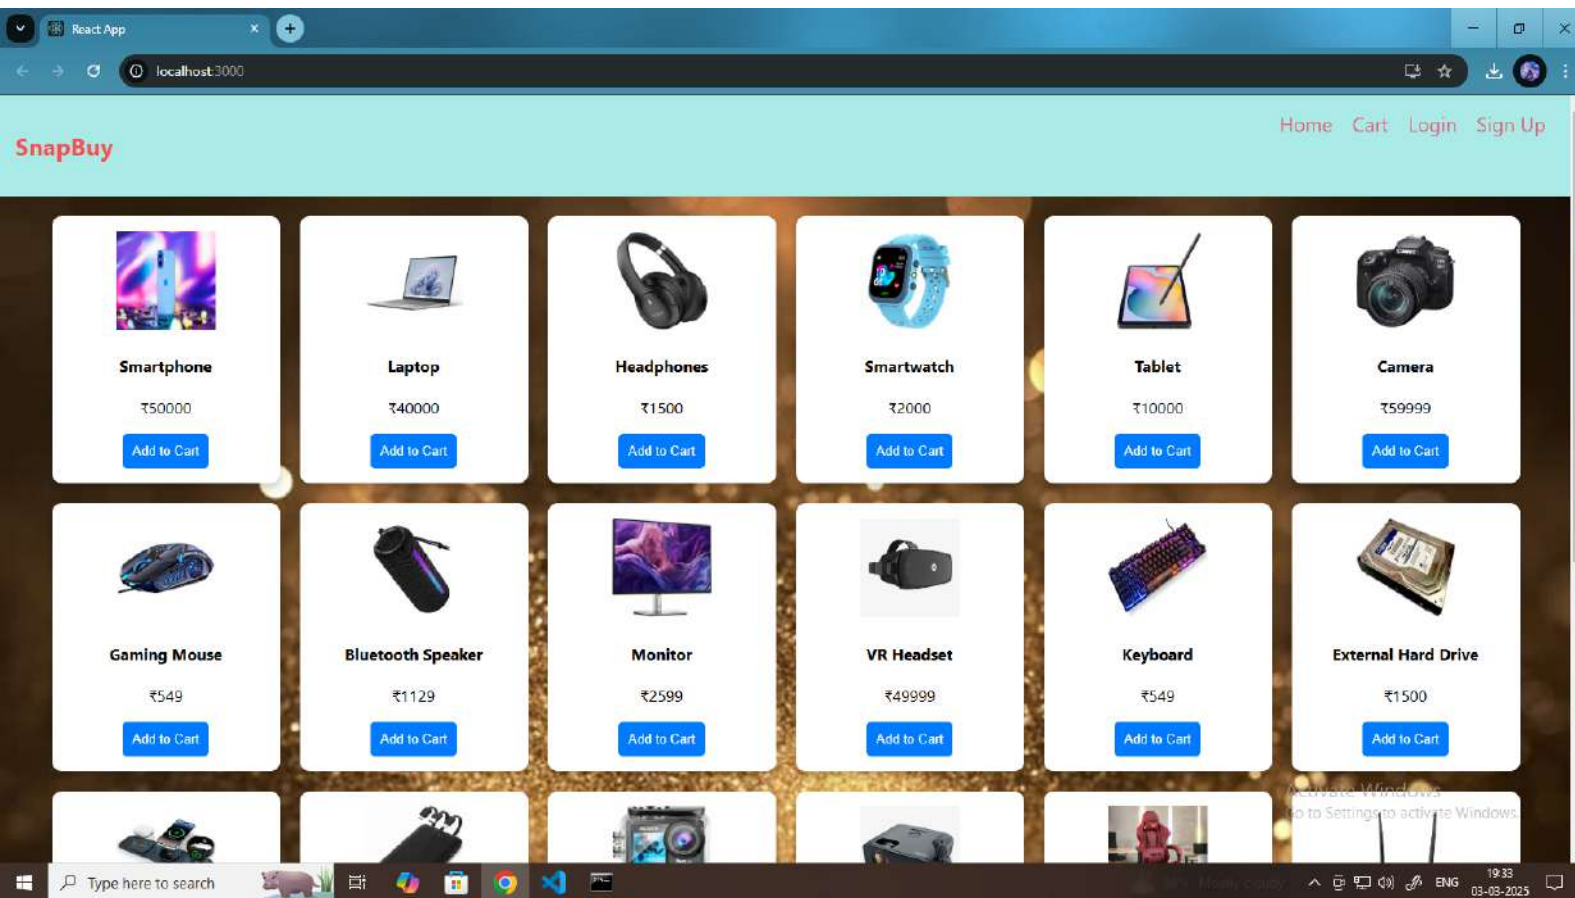 React App
localhost:3000
Home Cart Login Sign Up
SnapBuy
Smartphone Laptop Headphones Smartwatch Tablet Camera
₹50000 ₹40000 ₹1500 ₹2000 ₹10000 ₹59999
Add to Cart Add to Cart Add to Cart Add to Cart Add to Cart Add to Cart
Gaming Mouse Bluetooth Speaker Monitor VR Headset Keyboard External Hard Drive
₹549 ₹1129 ₹2599 ₹49999 ₹549 ₹1500
Add to Cart Add to Cart Add to Cart Add to Cart Add to Cart Add to Cart
Activate Windows
Go to Settings to activate Windows.
Type here to search
Mostly cloudy
ENG
19:33
03-03-2025